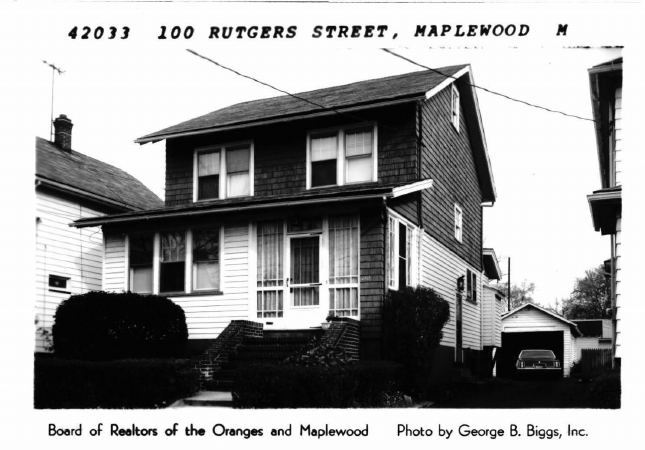 42033 100 RUTGERS STREET, MAPLEWOOD M
Board of Realtors of the Oranges and Maplewood Photo by George B. Biggs, Inc.